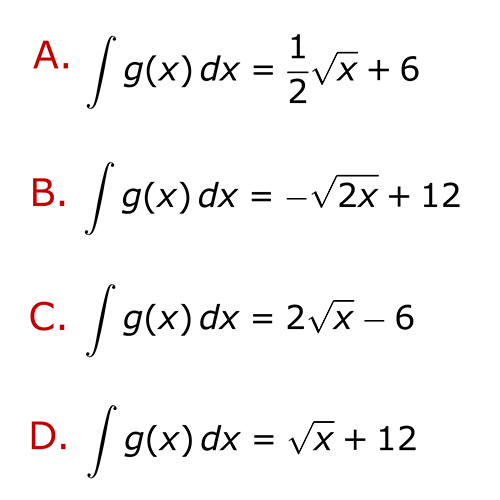 A. ∫ g(x) dx = 1/2 √x + 6
B. ∫ g(x) dx = −√2x + 12
C. ∫ g(x) dx = 2√x − 6
D. ∫ g(x) dx = √x + 12